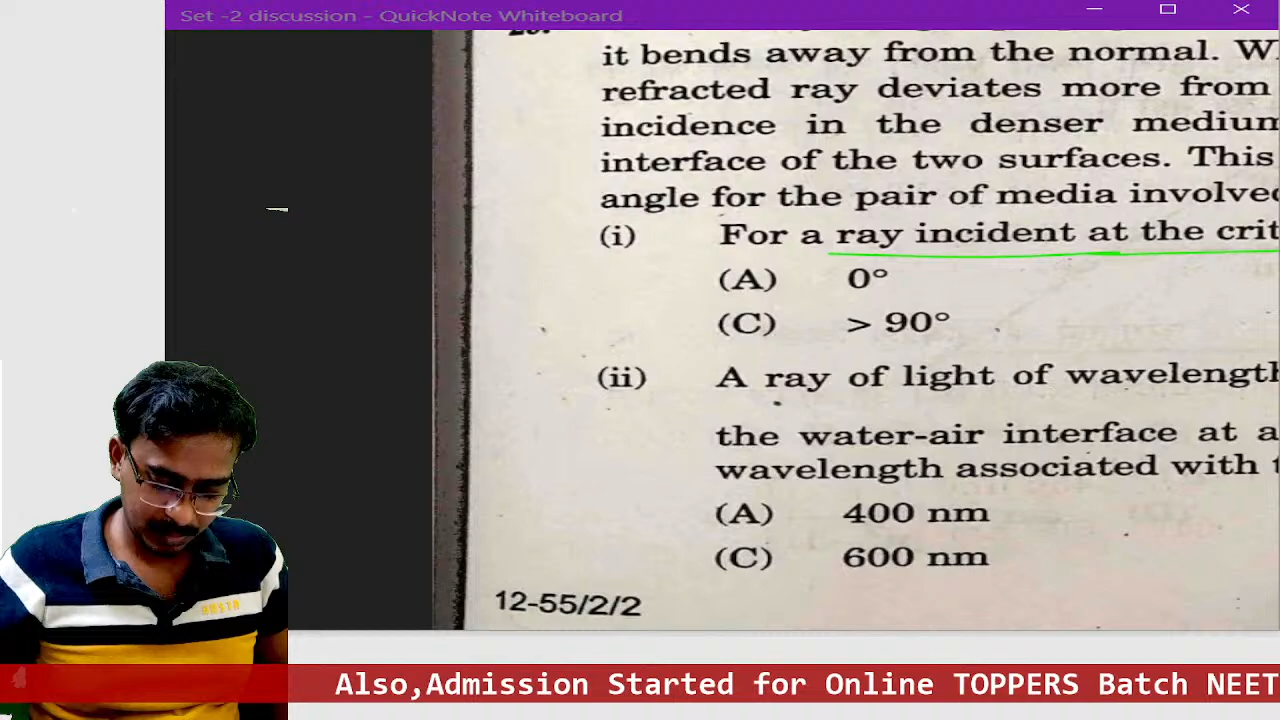 Set -2 discussion - QuickNote Whiteboard
it bends away from the normal.
refracted ray deviates more from
incidence in the denser medium
interface of the two surfaces. This
angle for the pair of media involved
(i) For a ray incident at the
(A) 0°
(C) > 90°
(ii) A ray of light of wavelength
the water-air interface at a
wavelength associated with
(A) 400 nm
(C) 600 nm
12-55/2/2
ANSTA
Also,Admission Started for Online TOPPERS Batch NEET